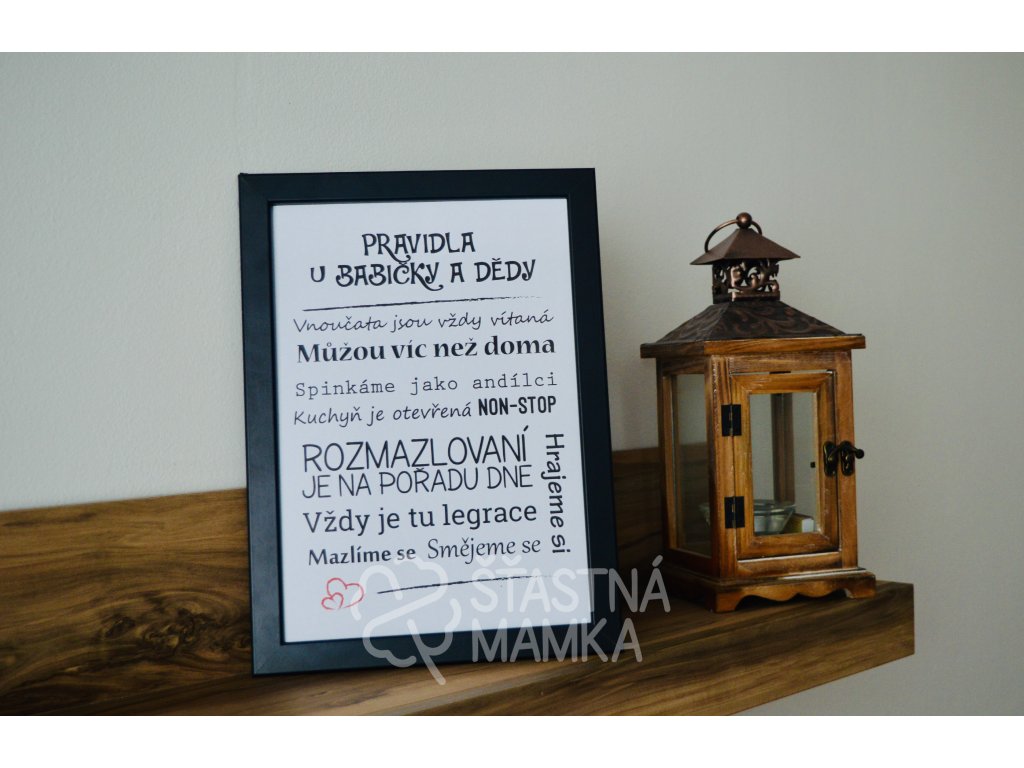 PRAVIDLA
U BABIČKY A DĚDY
Vnoučata jsou vždy vítaná
Můžou víc než doma
Spinkáme jako andílci
Kuchyň je otevřená NON-STOP
ROZMAZLOVANÍ
JE NA POŘADU DNE
Hrajeme si
Vždy je tu legrace
Mazlíme se Smějeme se
ŠŤASTNÁ
MAMKA